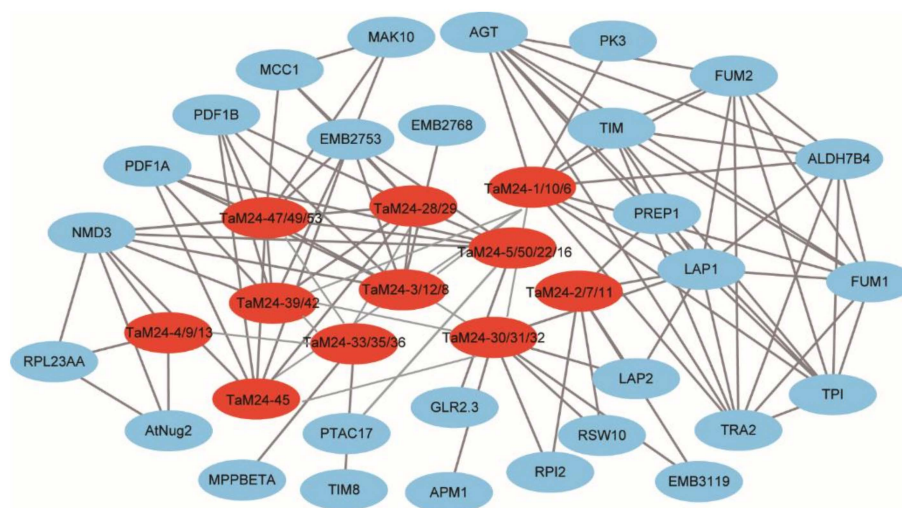 AGT
MAK10
PK3
MCC1
FUM2
PDF1B
EMB2768
TIM
EMB2753
ALDH7B4
PDF1A
TaM24-1/10/6
TaM24-28/29
PREP1
TaM24-47/49/53
NMD3
TaM24-5/50/22/16
LAP1
FUM1
TaM24-3/12/8
TaM24-2/7/11
TaM24-39/42
TaM24-4/9/13
TaM24-33/35/36
TaM24-30/31/32
RPL23AA
LAP2
TPI
TaM24-45
GLR2.3
AtNug2
PTAC17
RSW10
TRA2
MPPBETA
RPI2
EMB3119
TIM8
APM1